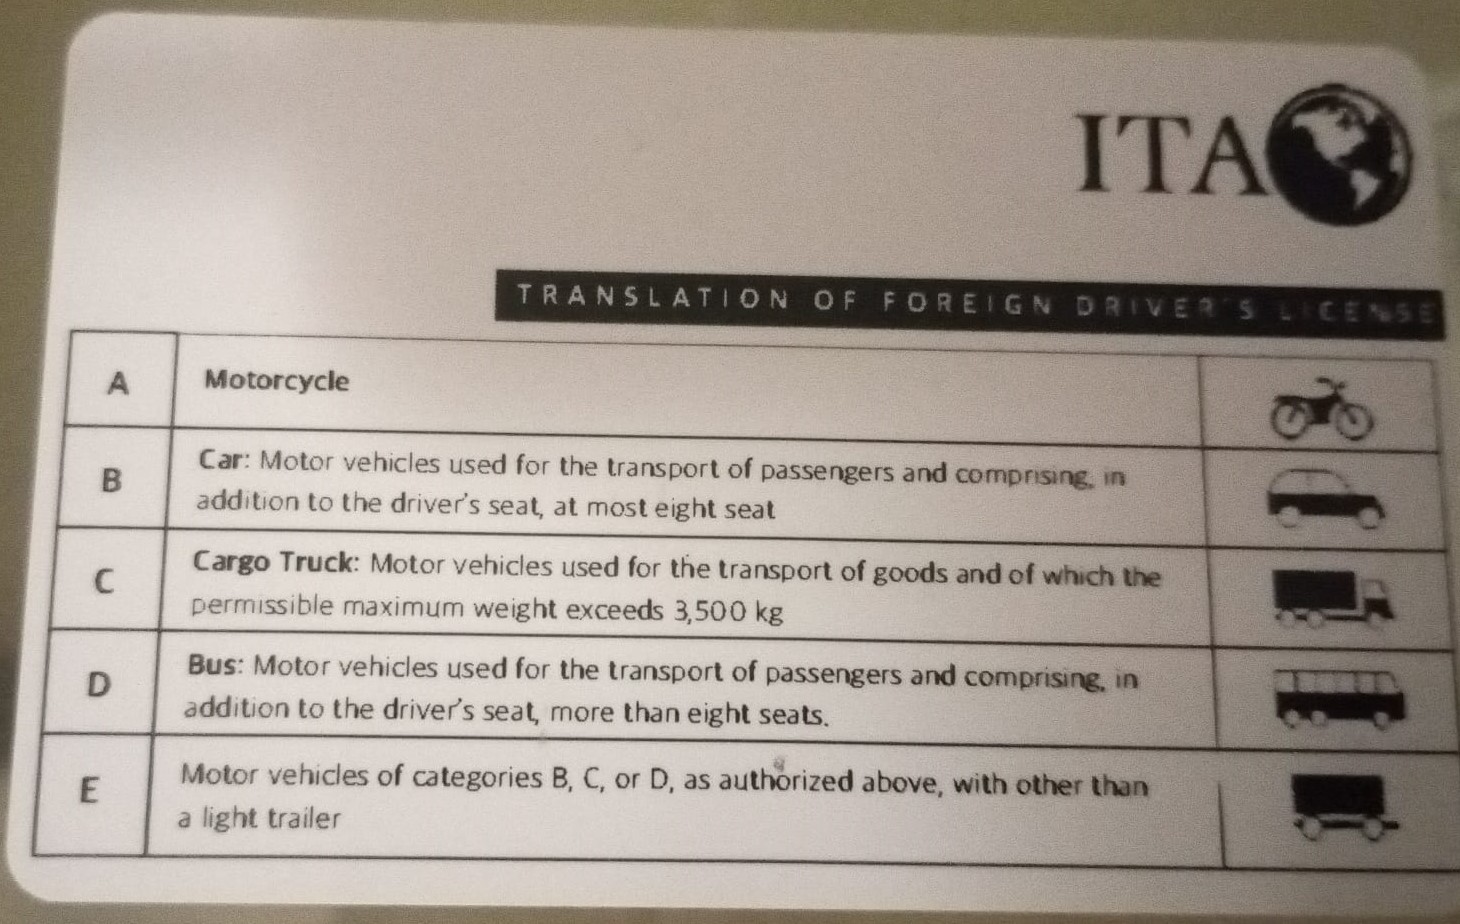 ITA
TRANSLATION OF FOREIGN DRIVER'S LICENSE
A
Motorcycle
B
Car: Motor vehicles used for the transport of passengers and comprising, in
addition to the driver's seat, at most eight seat
C
Cargo Truck: Motor vehicles used for the transport of goods and of which the
permissible maximum weight exceeds 3,500 kg
D
Bus: Motor vehicles used for the transport of passengers and comprising, in
addition to the driver's seat, more than eight seats.
E
Motor vehicles of categories B, C, or D, as authorized above, with other than
a light trailer